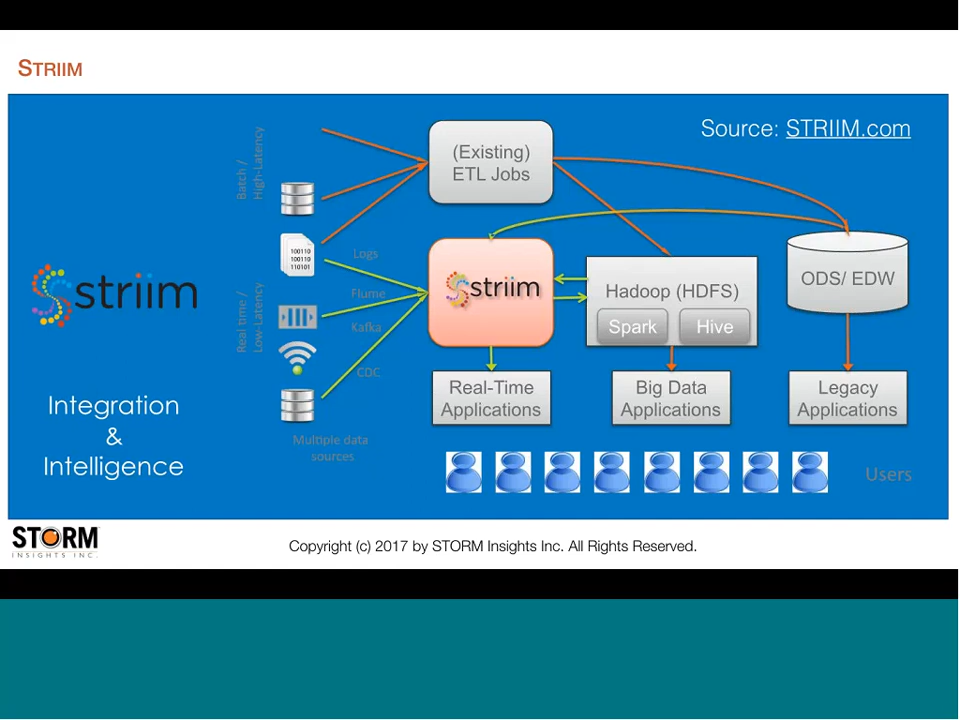 STRIIM
Source: STRIIM.com
Batch /
High-Latency
(Existing)
ETL Jobs
100110
100110
110101
Logs
striim
striim
Hadoop (HDFS)
Spark
Hive
ODS/ EDW
Real time /
Low-Latency
Flume
Kafka
CDC
Real-Time
Applications
Big Data
Applications
Legacy
Applications
Integration
&
Intelligence
Multiple data
sources
Users
STORM
INSIGHTS INC.
Copyright (c) 2017 by STORM Insights Inc. All Rights Reserved.